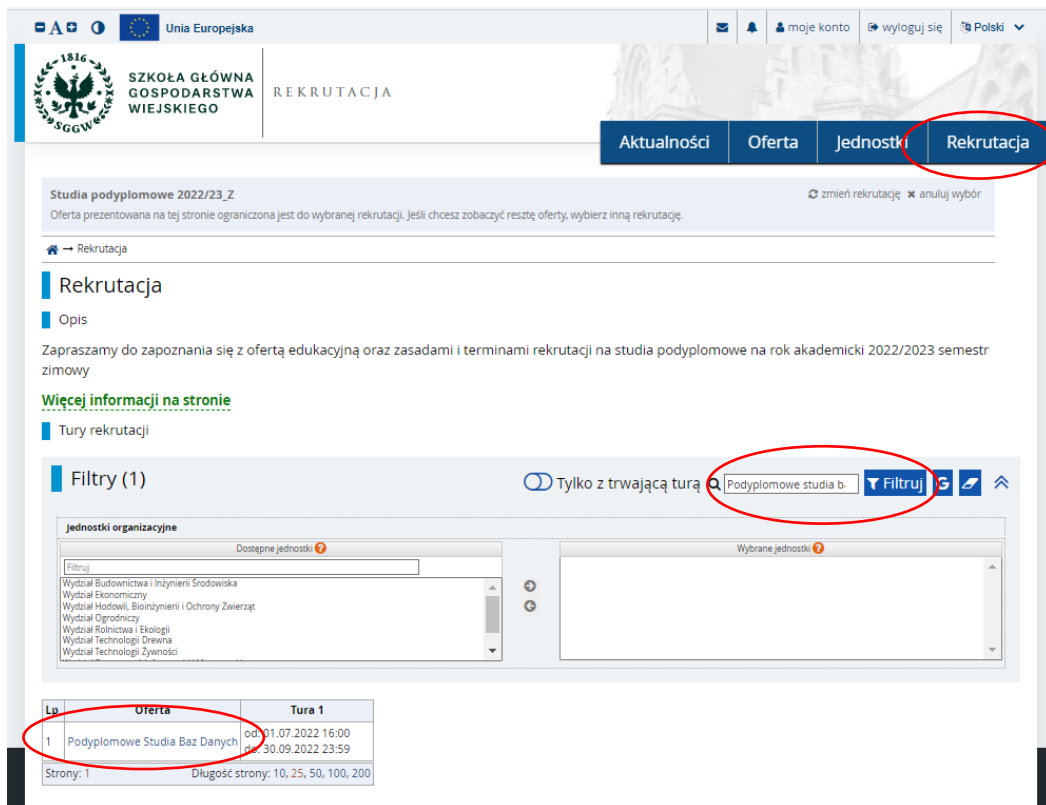 A Unia Europejska moje konto wyloguj się Polski
1816
SGGW
SZKOŁA GŁÓWNA
GOSPODARSTWA
WIEJSKIEGO
REKRUTACJA
Aktualności Oferta Jednostki Rekrutacja
Studia podyplomowe 2022/23_Z zmień rekrutację anuluj wybór
Oferta prezentowana na tej stronie ograniczona jest do wybranej rekrutacji. Jeśli chcesz zobaczyć resztę oferty, wybierz inną rekrutację.
→ Rekrutacja
Rekrutacja
Opis
Zapraszamy do zapoznania się z ofertą edukacyjną oraz zasadami i terminami rekrutacji na studia podyplomowe na rok akademicki 2022/2023 semestr
zimowy
Więcej informacji na stronie
Tury rekrutacji
Filtry (1) Tylko z trwającą turą Podyplomowe studia b Filtruj G
Jednostki organizacyjne
Dostępne jednostki ? Wybrane jednostki ?
Filtruj
Wydział Budownictwa i Inżynierii Środowiska
Wydział Ekonomiczny
Wydział Hodowli, Bioinżynierii i Ochrony Zwierząt
Wydział Ogrodniczy
Wydział Rolnictwa i Ekologii
Wydział Technologii Drewna
Wydział Technologii Żywności
Lp Oferta Tura 1
1 Podyplomowe Studia Baz Danych od: 01.07.2022 16:00
do: 30.09.2022 23:59
Strony: 1 Długość strony: 10, 25, 50, 100, 200